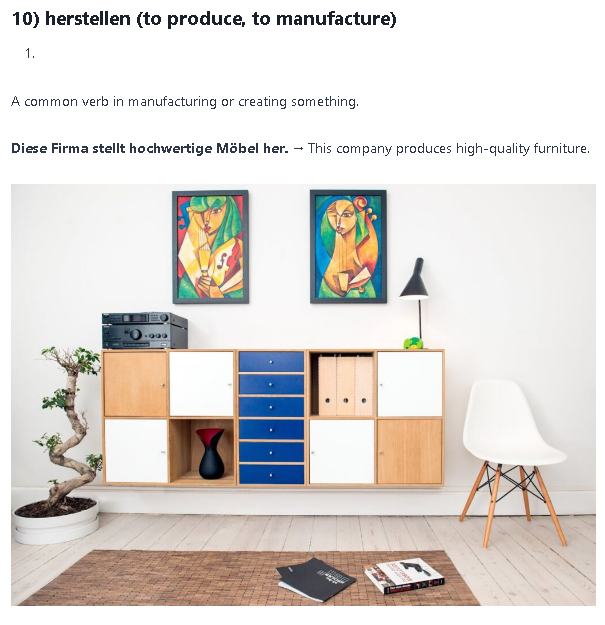 10) herstellen (to produce, to manufacture)
1.
A common verb in manufacturing or creating something.
Diese Firma stellt hochwertige Möbel her. → This company produces high-quality furniture.